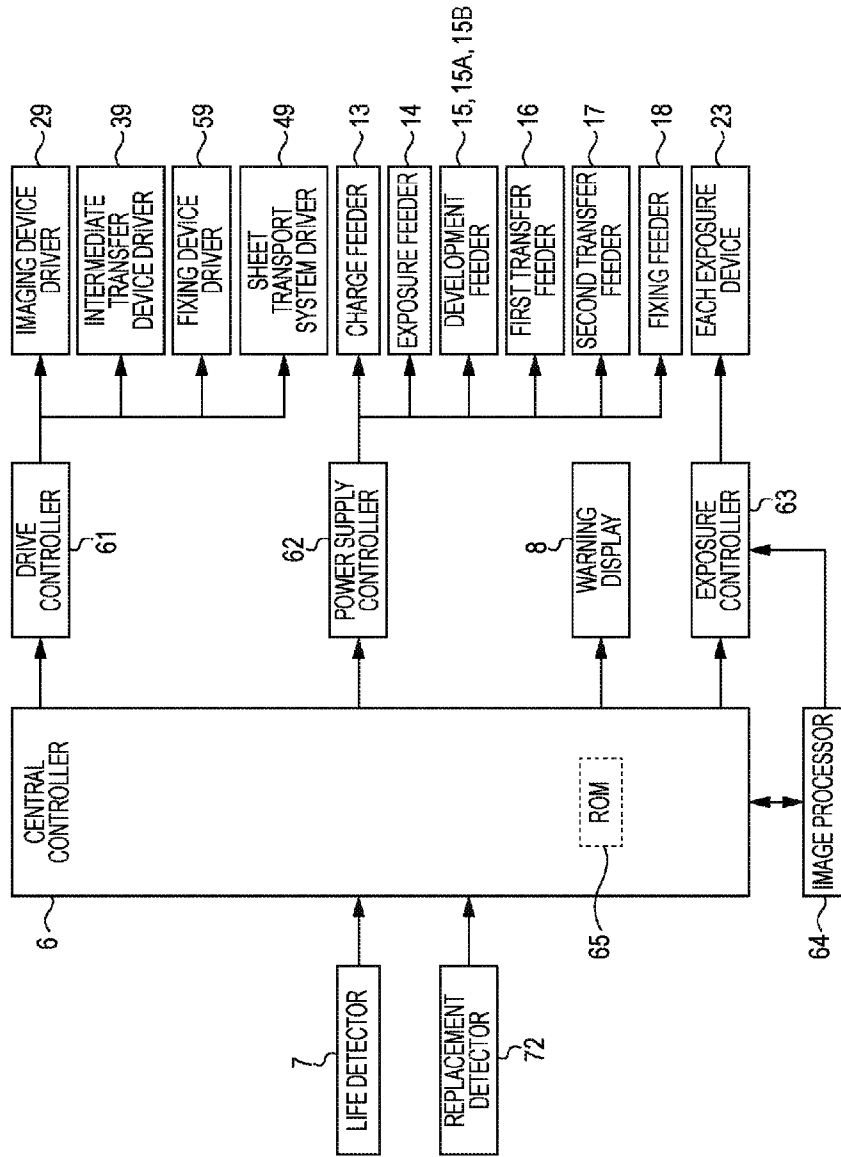 LIFE DETECTOR
7
REPLACEMENT
DETECTOR
72
CENTRAL
CONTROLLER
6
ROM
65
IMAGE PROCESSOR
64
DRIVE
CONTROLLER
61
POWER SUPPLY
CONTROLLER
62
WARNING
DISPLAY
8
EXPOSURE
CONTROLLER
63
IMAGING DEVICE
DRIVER
29
INTERMEDIATE
TRANSFER
DEVICE DRIVER
39
FIXING DEVICE
DRIVER
59
SHEET
TRANSPORT
SYSTEM DRIVER
49
CHARGE FEEDER
13
EXPOSURE FEEDER
14
DEVELOPMENT
FEEDER
15, 15A, 15B
FIRST TRANSFER
FEEDER
16
SECOND TRANSFER
FEEDER
17
FIXING FEEDER
18
EACH EXPOSURE
DEVICE
23